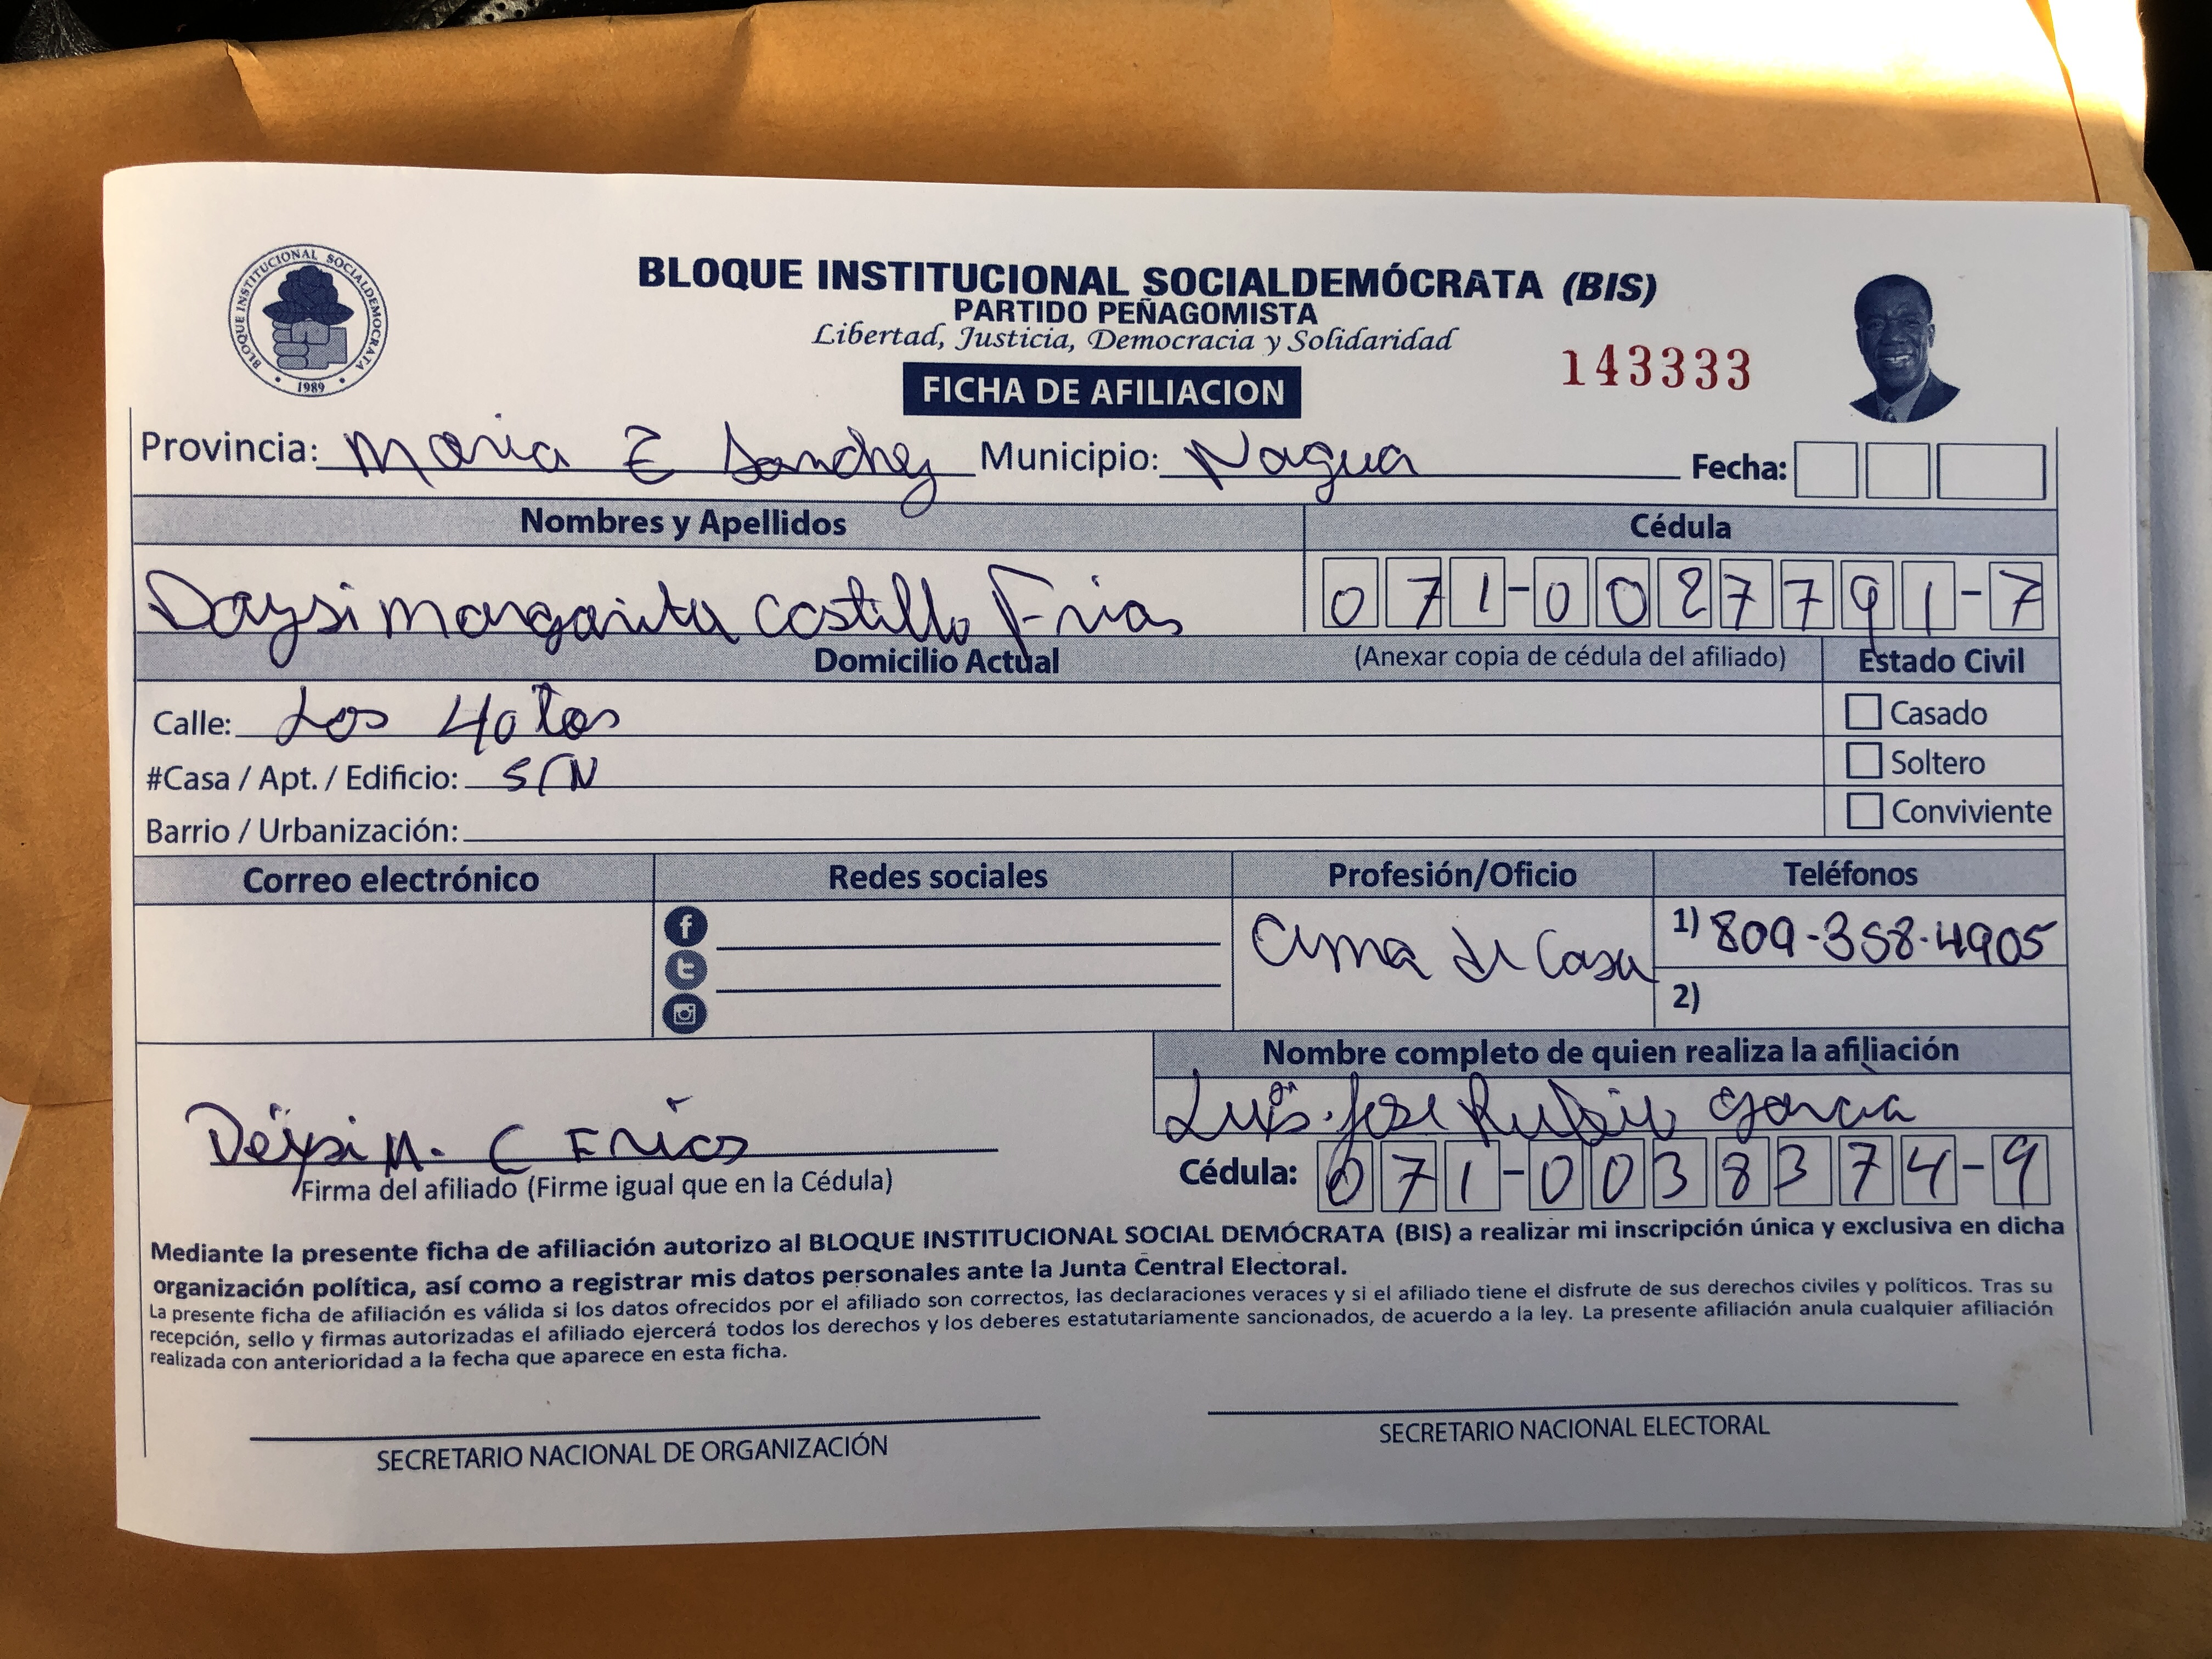 BLOQUE INSTITUCIONAL SOCIALDEMÓCRATA (BIS)
PARTIDO PEÑAGOMISTA
Libertad, Justicia, Democracia y Solidaridad
BLOQUE INSTITUCIONAL SOCIALDEMOCRATA
1989
FICHA DE AFILIACION
143333
Provincia: Maria E Sanchez Municipio: Nagua Fecha:
Nombres y Apellidos Cédula
Daysi Margarita Castillo Frias 071-0027791-7
Domicilio Actual (Anexar copia de cédula del afiliado) Estado Civil
Calle: Los
Casado
#Casa / Apt. / Edificio: S/N
Soltero
Barrio / Urbanización:
Conviviente
Correo electrónico Redes sociales Profesión/Oficio Teléfonos
Ama de Casa 1) 809-358-4905
2)
Nombre completo de quien realiza la afiliación
Luis Jose García
Deysi M. C Frias
Firma del afiliado (Firme igual que en la Cédula)
Cédula: 071-0038374-9
Mediante la presente ficha de afiliación autorizo al BLOQUE INSTITUCIONAL SOCIAL DEMÓCRATA (BIS) a realizar mi inscripción única y exclusiva en dicha
organización política, así como a registrar mis datos personales ante la Junta Central Electoral.
La presente ficha de afiliación es válida si los datos ofrecidos por el afiliado son correctos, las declaraciones veraces y si el afiliado tiene el disfrute de sus derechos civiles y políticos. Tras su
recepción, sello y firmas autorizadas el afiliado ejercerá todos los derechos y los deberes estatutariamente sancionados, de acuerdo a la ley. La presente afiliación anula cualquier afiliación
realizada con anterioridad a la fecha que aparece en esta ficha.
SECRETARIO NACIONAL DE ORGANIZACIÓN SECRETARIO NACIONAL ELECTORAL